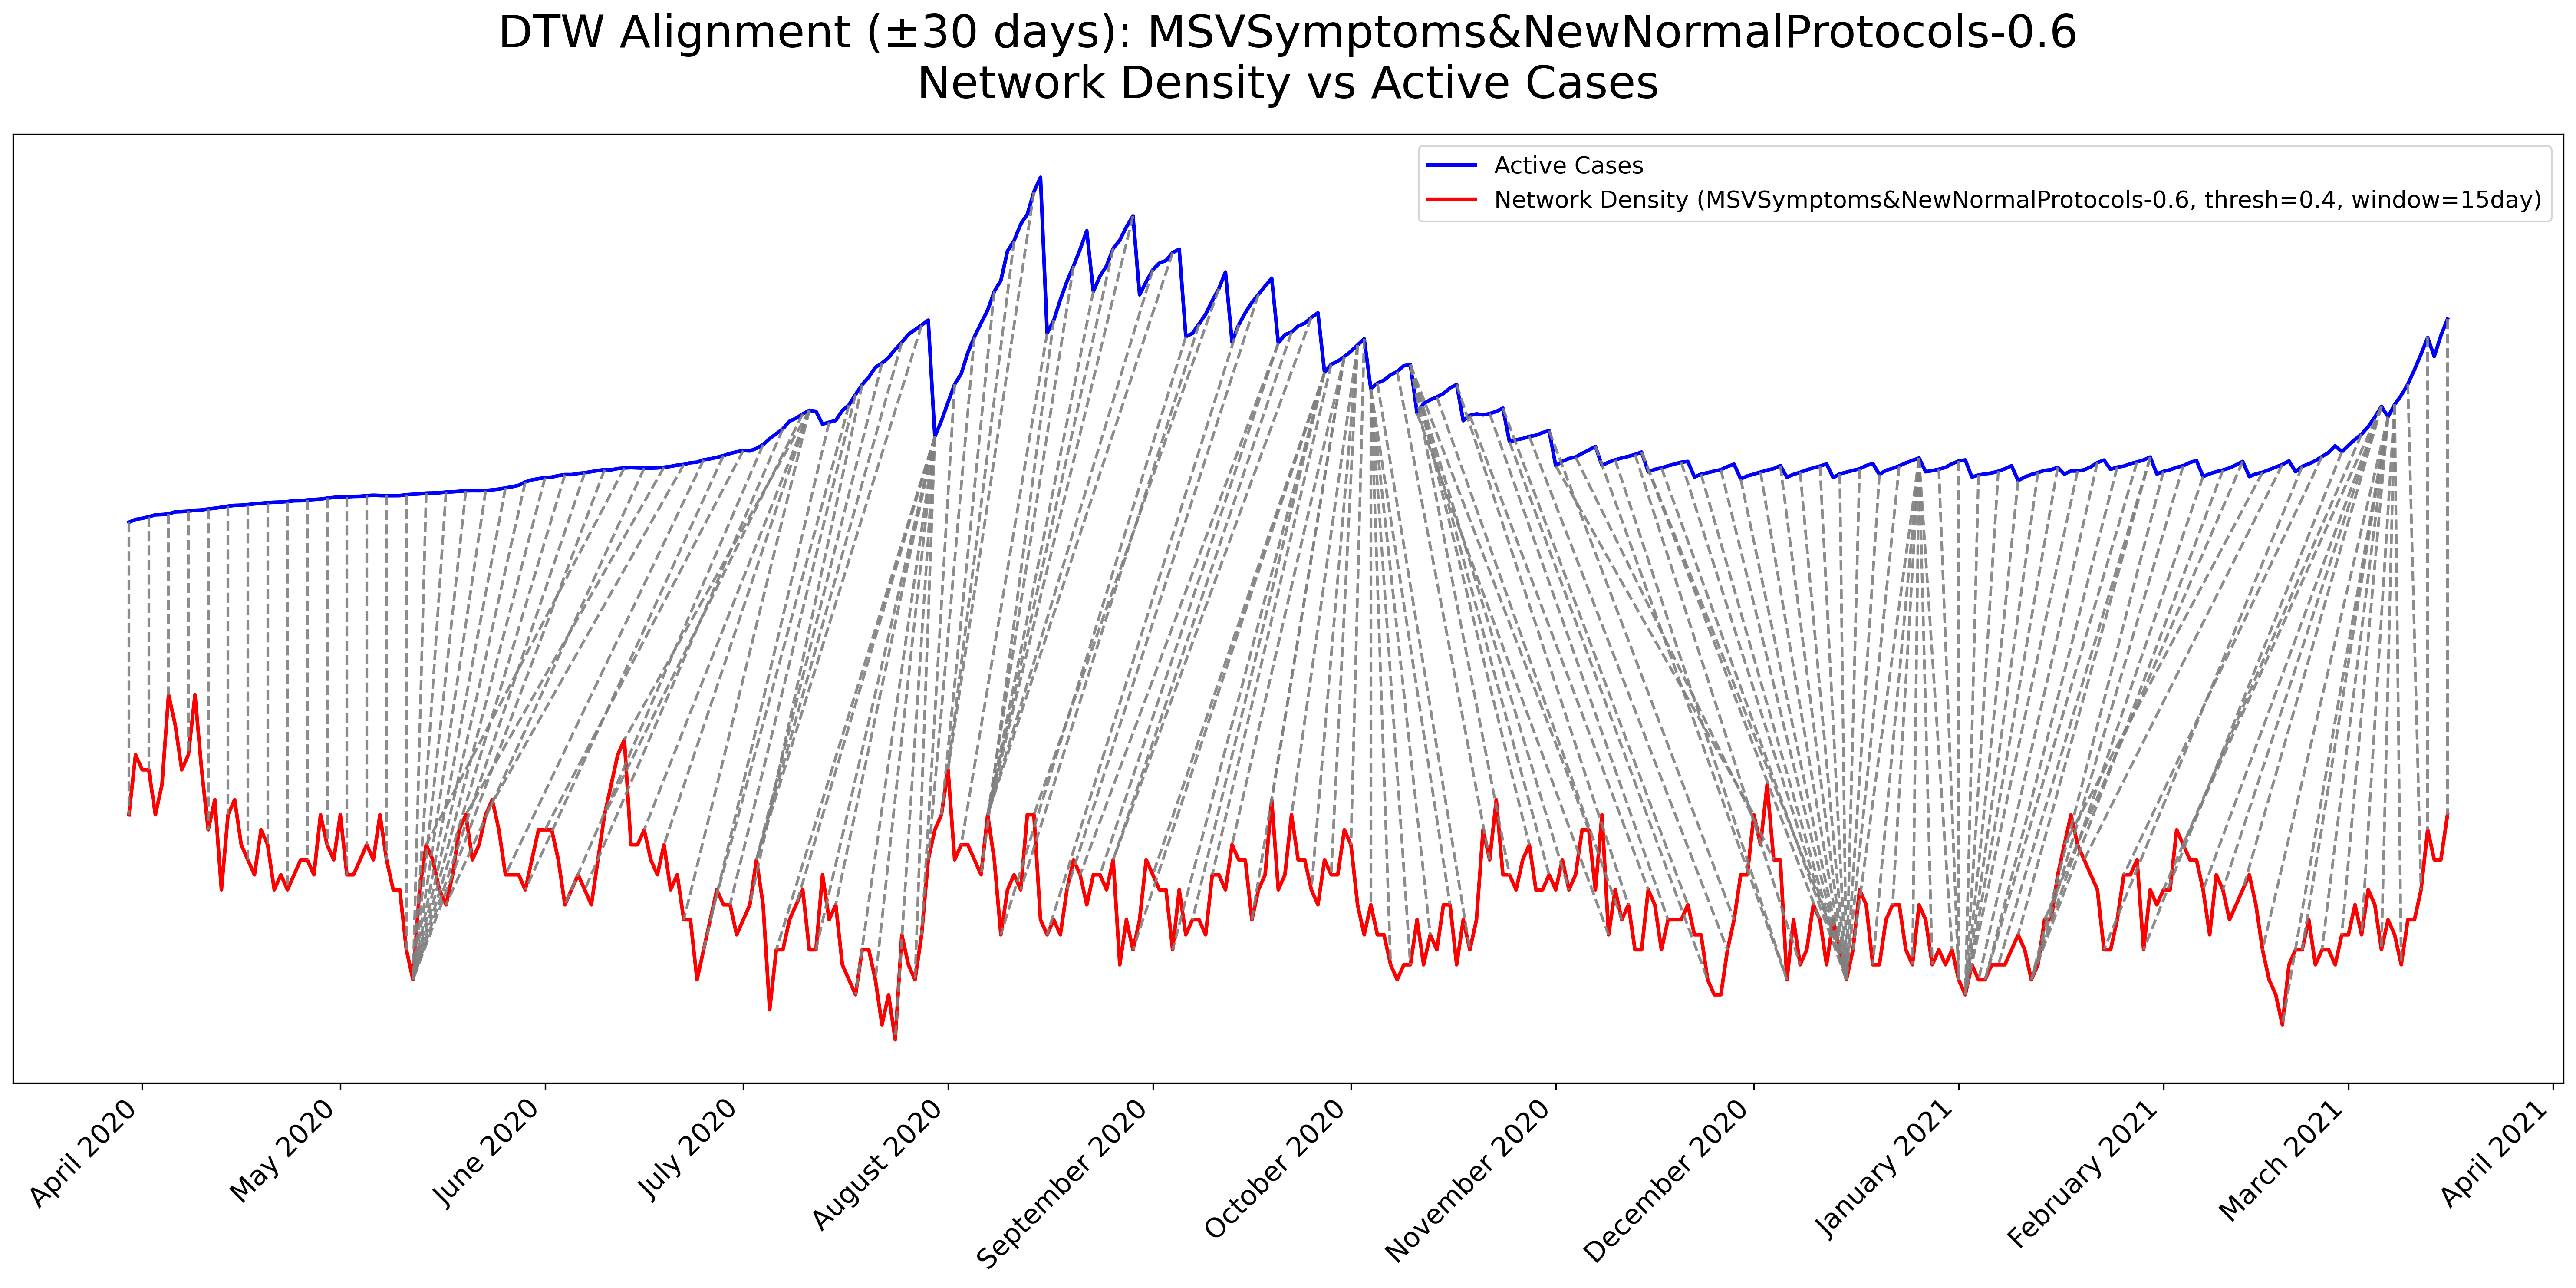 DTW Alignment (±30 days): MSVSymptoms&NewNormalProtocols-0.6
Network Density vs Active Cases
Active Cases
Network Density (MSVSymptoms&NewNormalProtocols-0.6, thresh=0.4, window=15day)
April 2020
May 2020
June 2020
July 2020
August 2020
September 2020
October 2020
November 2020
December 2020
January 2021
February 2021
March 2021
April 2021